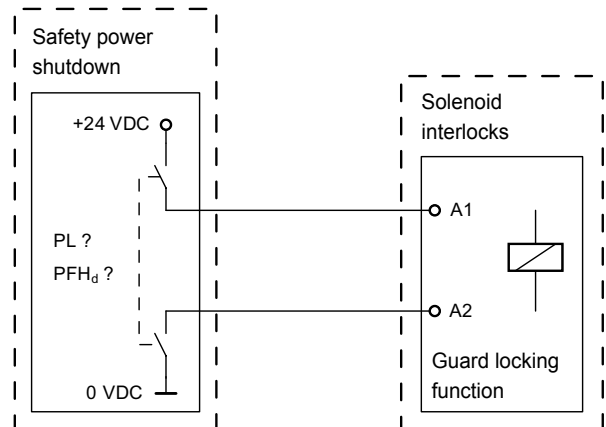 Safety power
shutdown
+24 VDC
PL ?
PFHd ?
0 VDC
Solenoid
interlocks
A1
A2
Guard locking
function